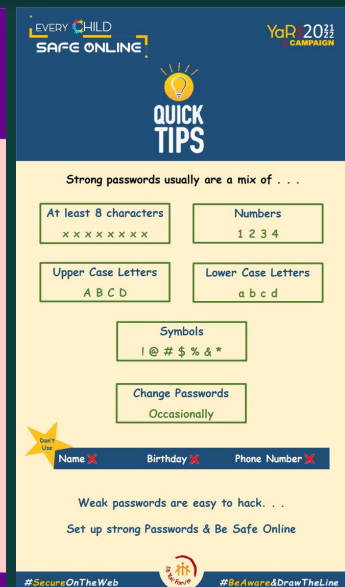 EVERY CHILD
SAFE ONLINE
YaR 2021
2022
CAMPAIGN
QUICK
TIPS
Strong passwords usually are a mix of . . .
At least 8 characters
x x x x x x x x
Numbers
1 2 3 4
Upper Case Letters
A B C D
Lower Case Letters
a b c d
Symbols
! @ # $ % & *
Change Passwords
Occasionally
Don't
Use
Name Birthday Phone Number
Weak passwords are easy to hack. . .
Set up strong Passwords & Be Safe Online
#SecureOnTheWeb
#BeAware&DrawTheLine